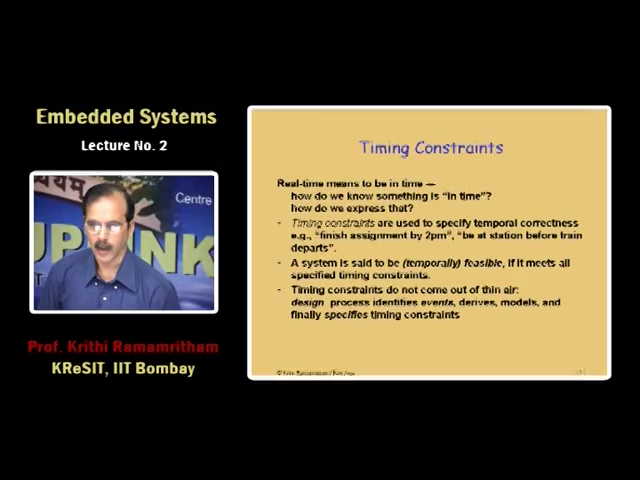 Embedded Systems
Lecture No. 2
Centre
Prof. Krithi Ramamritham
KReSIT, IIT Bombay
Timing Constraints
Real-time means to be in time —
how do we know something is "in time"?
how do we express that?
- Timing constraints are used to specify temporal correctness
e.g., "finish assignment by 2pm", "be at station before train
departs".
- A system is said to be (temporally) feasible, if it meets all
specified timing constraints.
- Timing constraints do not come out of thin air:
design process identifies events, derives, models, and
finally specifies timing constraints